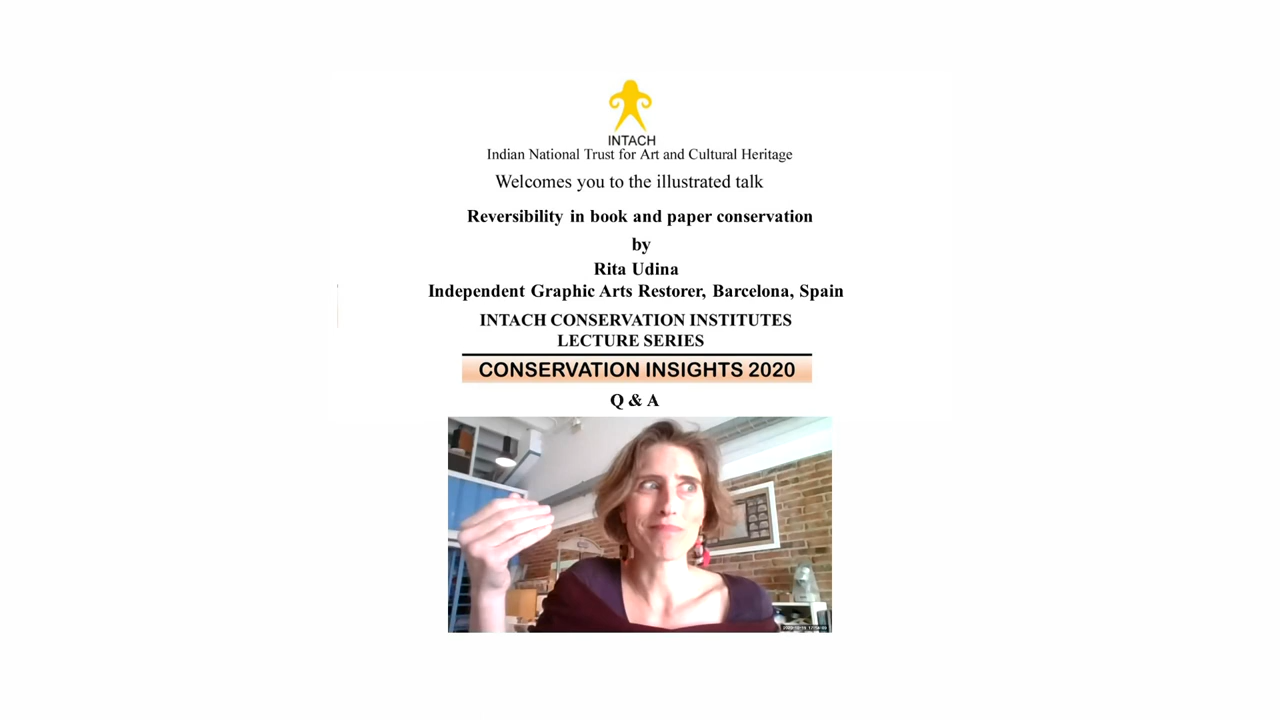 INTACH
Indian National Trust for Art and Cultural Heritage
Welcomes you to the illustrated talk
Reversibility in book and paper conservation
by
Rita Udina
Independent Graphic Arts Restorer, Barcelona, Spain
INTACH CONSERVATION INSTITUTES
LECTURE SERIES
CONSERVATION INSIGHTS 2020
Q & A